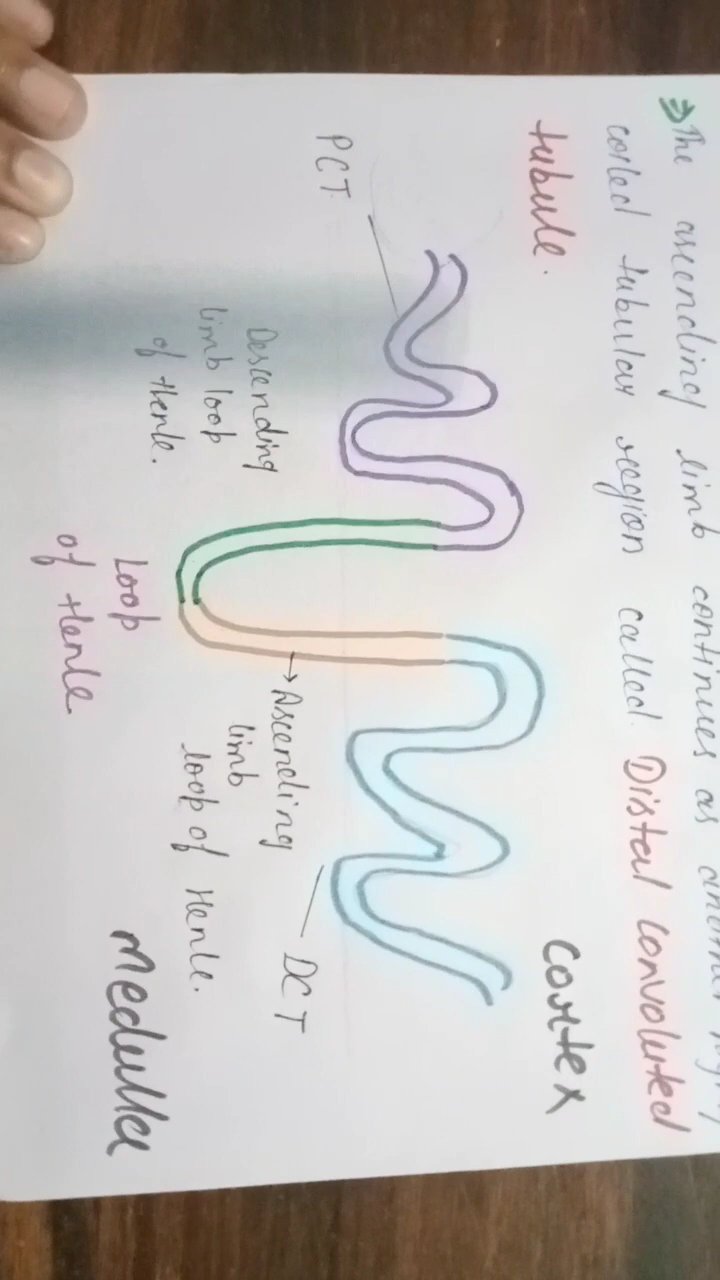 ⇒ The ascending limb continues as another
coiled tubular region called Distal Convoluted
tubule.
PCT
Cortex
Descending
limb loop
of Henle.
→ Ascending
limb
loop of Henle.
DCT
Loop
of Henle
Medulla